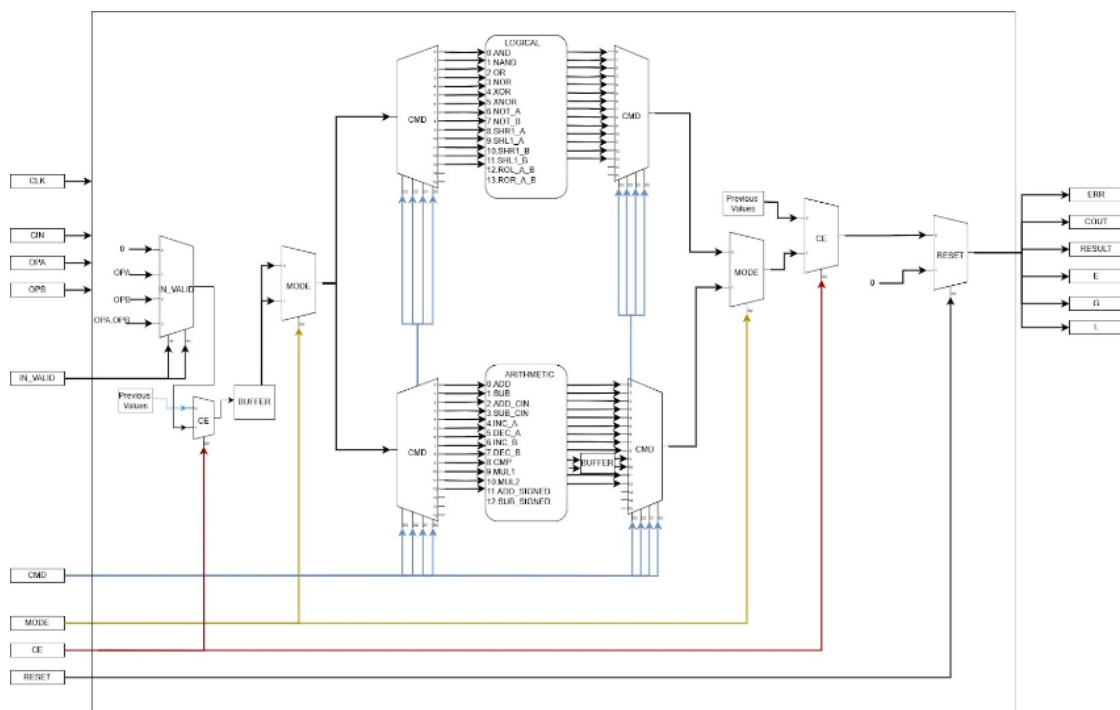 LOGICAL
0.AND
1.NAND
2.OR
3.NOR
4.XOR
5.XNOR
6.NOT_A
7.NOT_B
8.SHR1_A
9.SHL1_A
10.SHR1_B
11.SHL1_B
12.ROL_A_B
13.ROR_A_B
CMD
CMD
CLK
CIN
OPA
OPB
0
OPA
OPB
OPA,OPB
IN_VALID
IN_VALID
Previous
Values
CE
BUFFER
MODE
ARITHMETIC
0.ADD
1.SUB
2.ADD_CIN
3.SUB_CIN
4.INC_A
5.DEC_A
6.INC_B
7.DEC_B
8.CMP
9.MUL1
10.MUL2
11.ADD_SIGNED
12.SUB_SIGNED
CMD
BUFFER
CMD
MODE
Previous
Values
CE
0
RESET
ERR
COUT
RESULT
E
G
L
CMD
MODE
CE
RESET